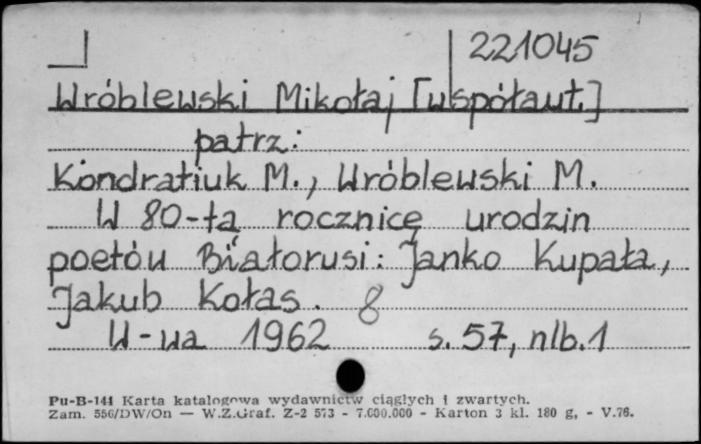 221045
Wróblewski Mikołaj [współaut.]
patrz:
Kondratiuk M., Wróblewski M.
W 80-tą rocznicę urodzin
poetów Białorusi: Janko Kupała,
Jakub Kołas. 8
W-wa 1962 s. 57, nlb. 1
Pu-B-141 Karta katalogowa wydawnictw ciągłych i zwartych.
Zam. 556/DW/On — W.Z.Graf. Z-2 573 - 7.000.000 - Karton 3 kl. 180 g, - V.76.